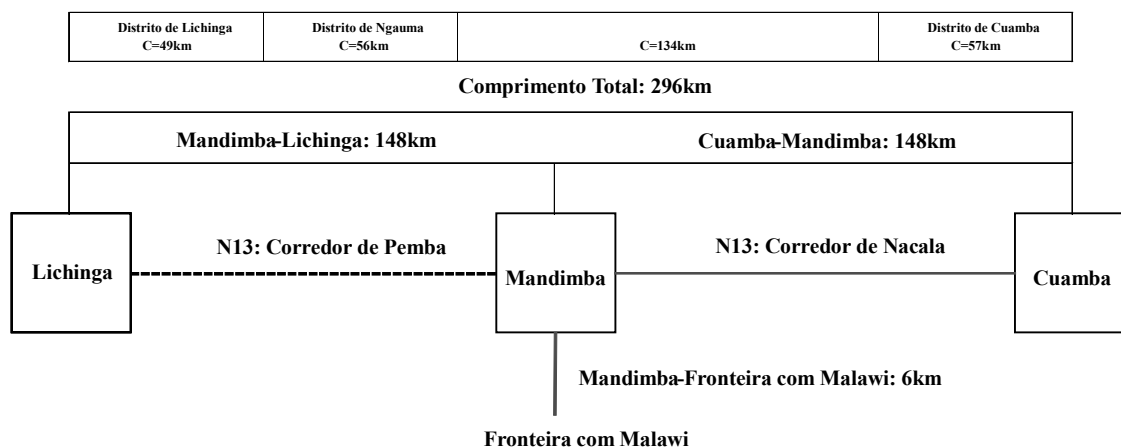 Distrito de Lichinga
C=49km
Distrito de Ngauma
C=56km
C=134km
Distrito de Cuamba
C=57km
Comprimento Total: 296km
Mandimba-Lichinga: 148km
Cuamba-Mandimba: 148km
N13: Corredor de Pemba
N13: Corredor de Nacala
Lichinga
Mandimba
Cuamba
Mandimba-Fronteira com Malawi: 6km
Fronteira com Malawi